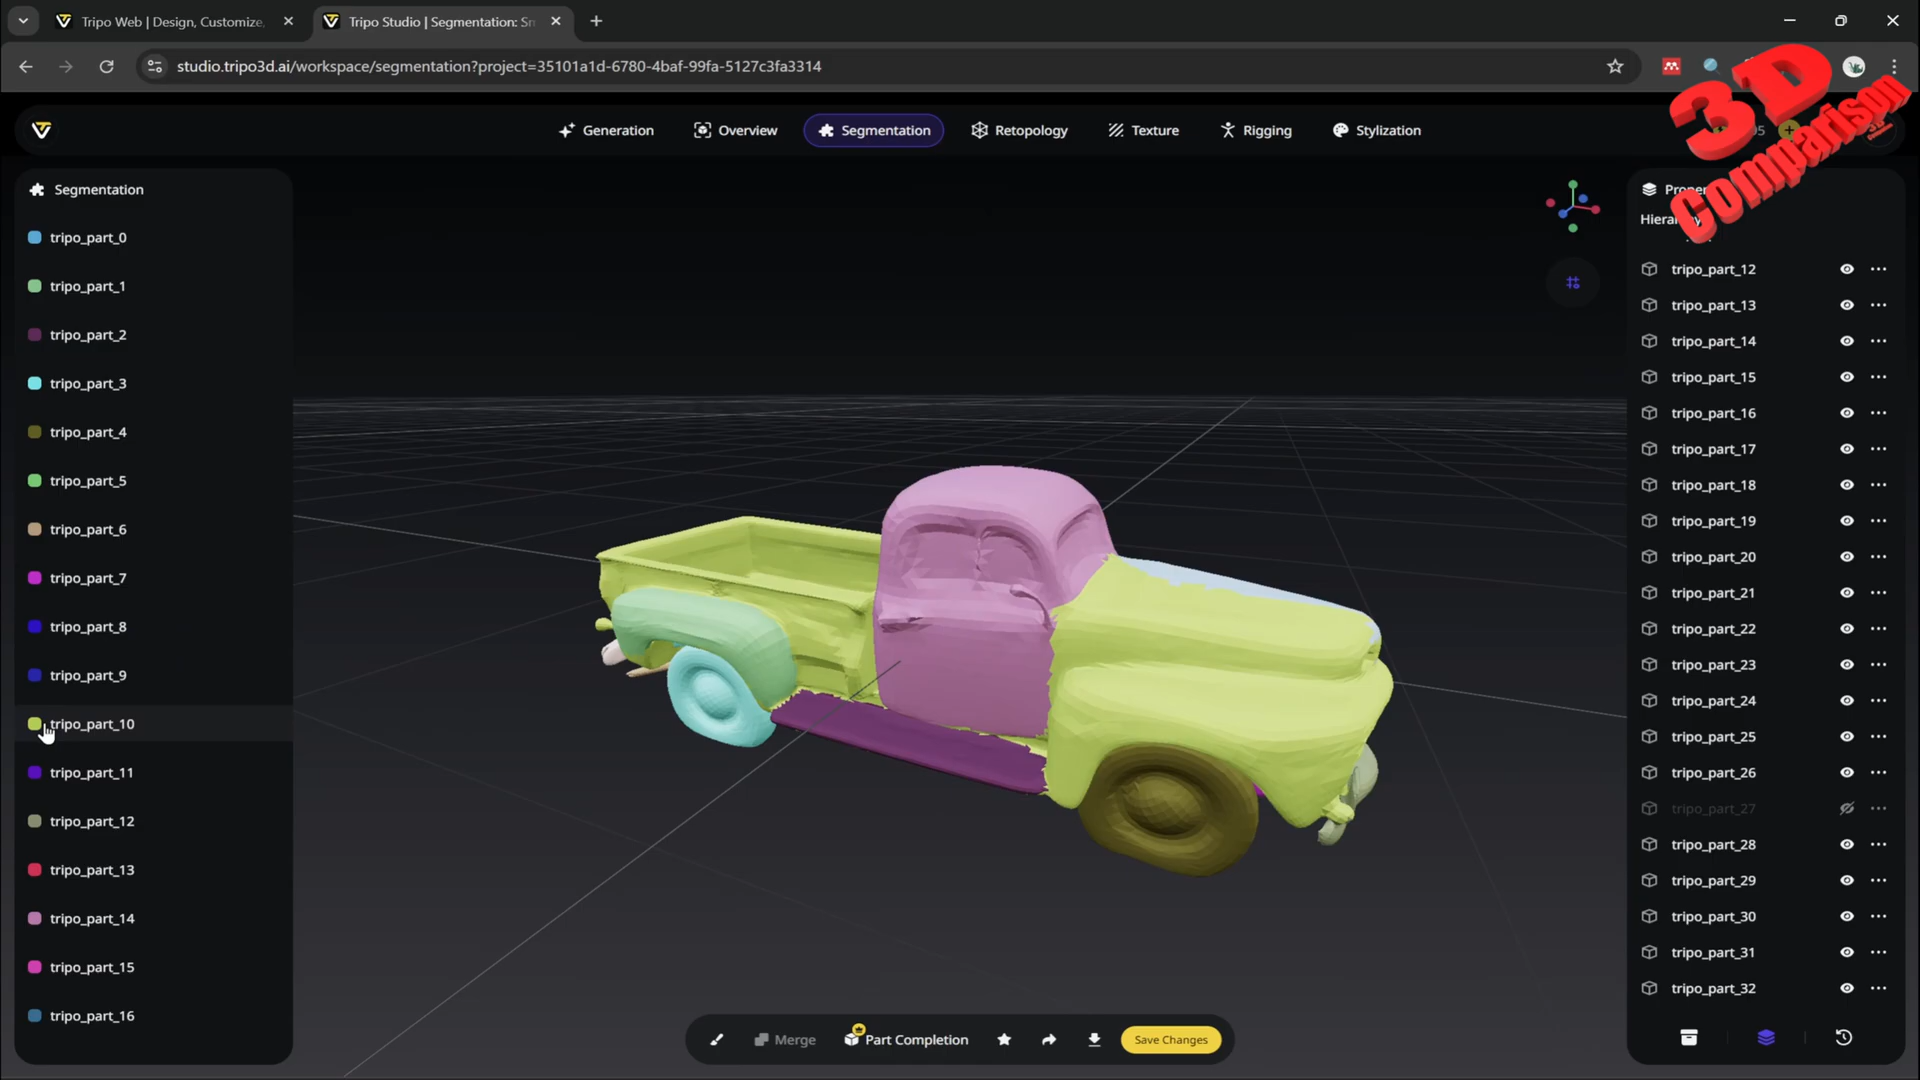 Tripo Web | Design, Customize,
Tripo Studio | Segmentation: Sm
studio.tripo3d.ai/workspace/segmentation?project=35101a1d-6780-4baf-99fa-5127c3fa3314
3D
Comparison
Generation
Overview
Segmentation
Retopology
Texture
Rigging
Stylization
Segmentation
tripo_part_0
tripo_part_1
tripo_part_2
tripo_part_3
tripo_part_4
tripo_part_5
tripo_part_6
tripo_part_7
tripo_part_8
tripo_part_9
tripo_part_10
tripo_part_11
tripo_part_12
tripo_part_13
tripo_part_14
tripo_part_15
tripo_part_16
tripo_part_12
tripo_part_13
tripo_part_14
tripo_part_15
tripo_part_16
tripo_part_17
tripo_part_18
tripo_part_19
tripo_part_20
tripo_part_21
tripo_part_22
tripo_part_23
tripo_part_24
tripo_part_25
tripo_part_26
tripo_part_27
tripo_part_28
tripo_part_29
tripo_part_30
tripo_part_31
tripo_part_32
Merge
Part Completion
Save Changes